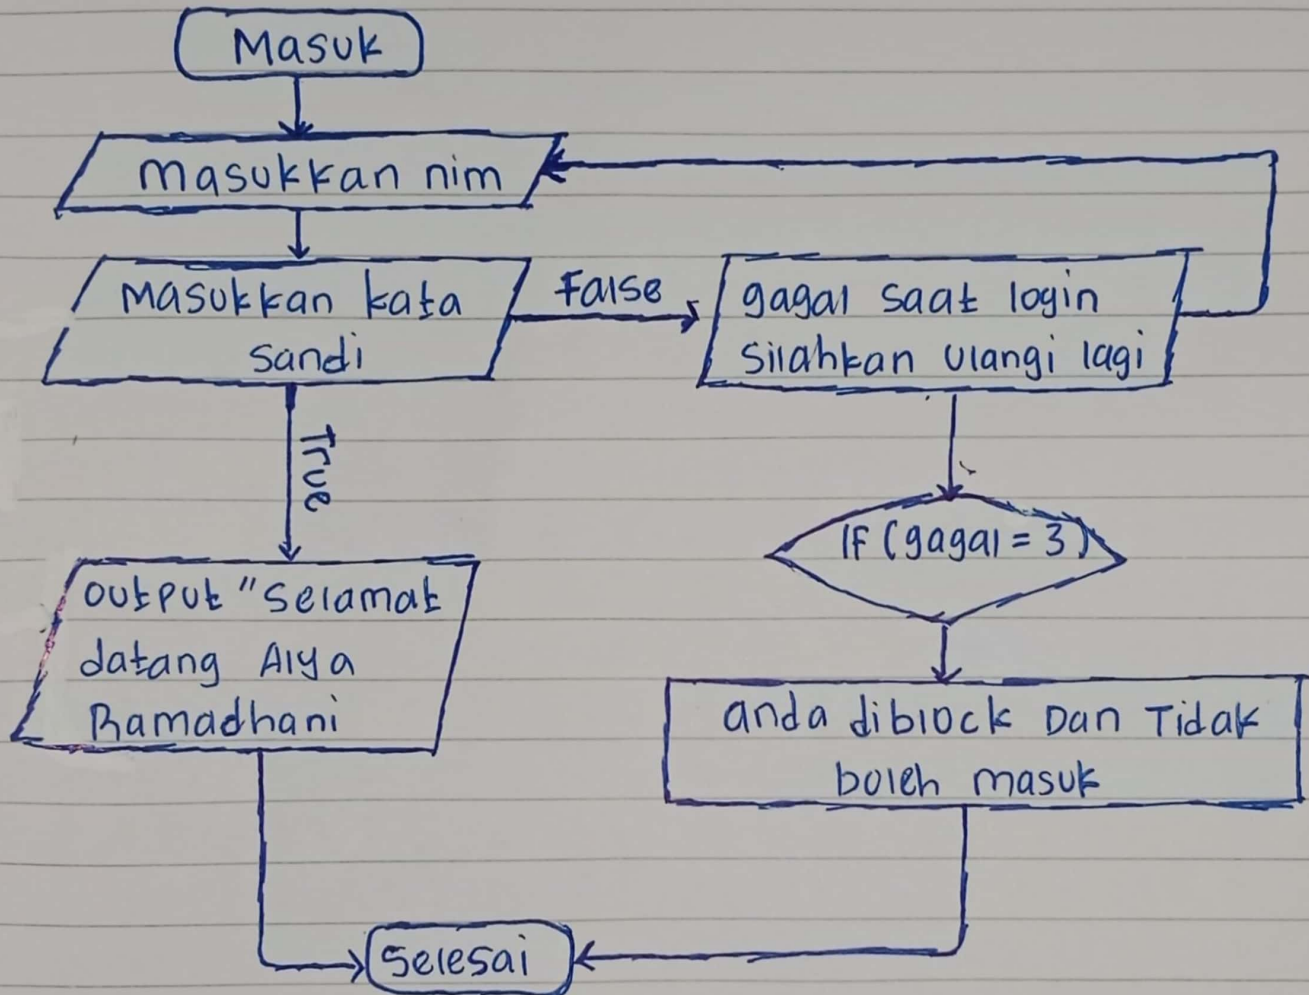 Masuk
Masukkan nim
Masukkan kata
sandi
False
gagal saat login
Silahkan Ulangi lagi
True
IF (gagal = 3)
output "Selamat
datang Alya
Ramadhani
anda diblock Dan Tidak
boleh masuk
Selesai